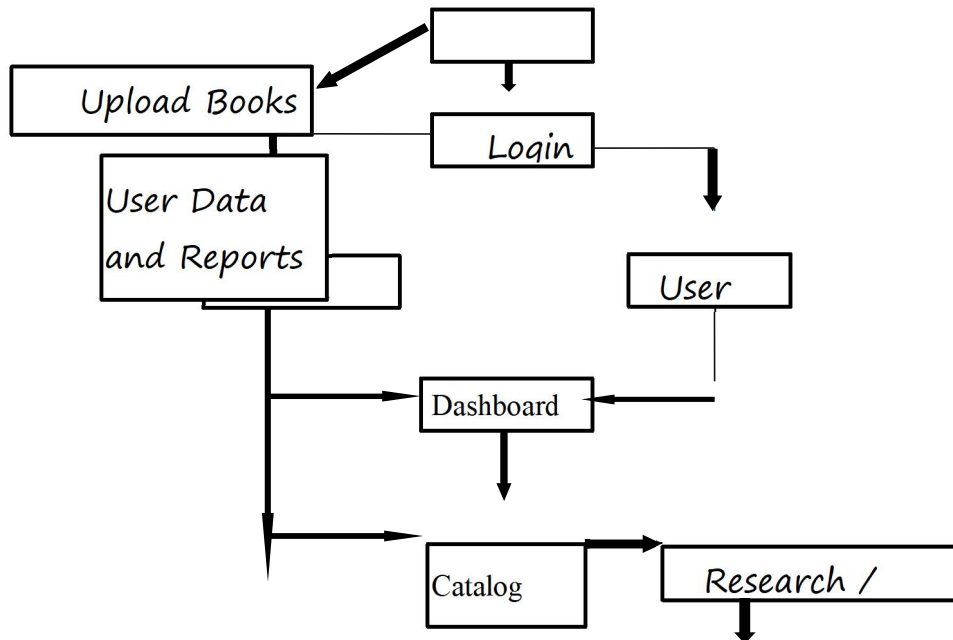 Upload Books
Login
User Data
and Reports
User
Dashboard
Catalog
Research /